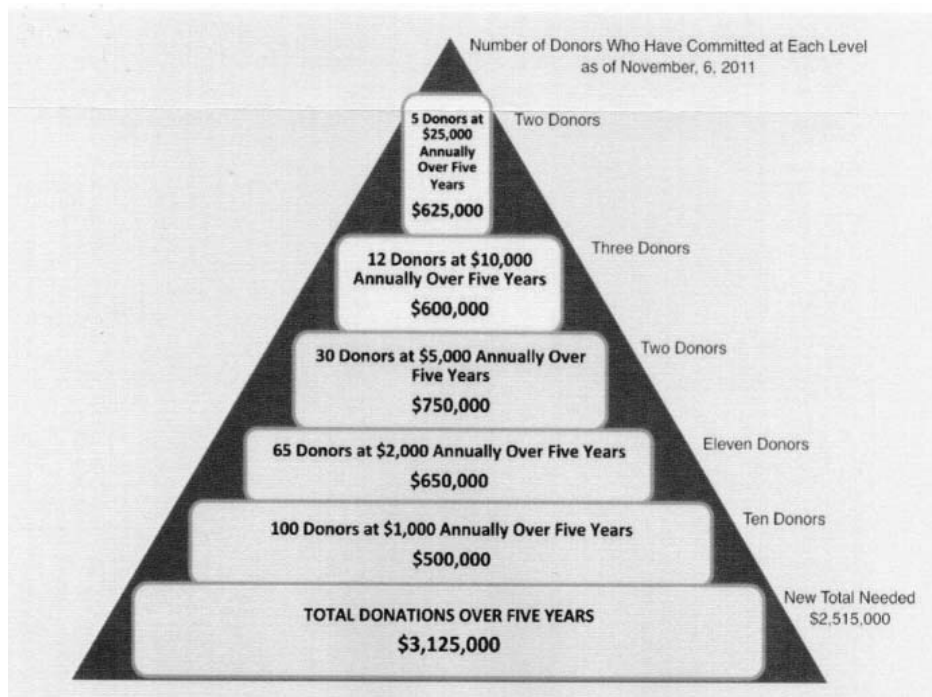 Number of Donors Who Have Committed at Each Level
as of November, 6, 2011
5 Donors at
$25,000
Annually
Over Five
Years
$625,000
Two Donors
12 Donors at $10,000
Annually Over Five Years
$600,000
Three Donors
30 Donors at $5,000 Annually Over
Five Years
$750,000
Two Donors
65 Donors at $2,000 Annually Over Five Years
$650,000
Eleven Donors
100 Donors at $1,000 Annually Over Five Years
$500,000
Ten Donors
TOTAL DONATIONS OVER FIVE YEARS
$3,125,000
New Total Needed
$2,515,000